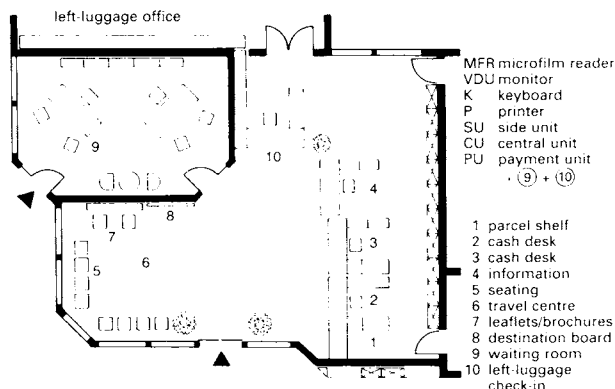 left-luggage office
MFR microfilm reader
VDU monitor
K keyboard
P printer
SU side unit
CU central unit
PU payment unit
· 9 + 10
1 parcel shelf
2 cash desk
3 cash desk
4 information
5 seating
6 travel centre
7 leaflets/brochures
8 destination board
9 waiting room
10 left-luggage
check-in
9
10
8
7
4
6
5
3
2
1